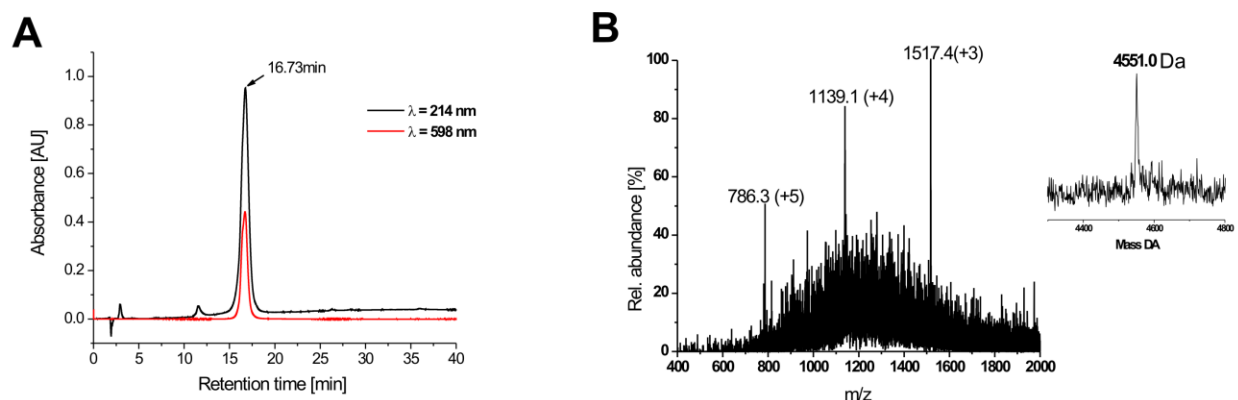 A
16.73min
λ = 214 nm
λ = 598 nm
1.0
0.8
0.6
0.4
0.2
0.0
Absorbance [AU]
0 5 10 15 20 25 30 35 40
Retention time [min]
B
1517.4(+3)
1139.1 (+4)
786.3 (+5)
100
80
60
40
20
0
Rel. abundance [%]
400 600 800 1000 1200 1400 1600 1800 2000
m/z
4551.0 Da
4400 4600 4800
Mass DA